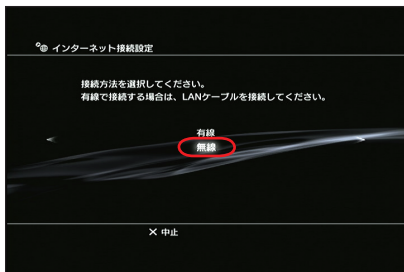 インターネット接続設定
接続方法を選択してください。
有線で接続する場合は、LANケーブルを接続してください。
有線
無線
✕ 中止